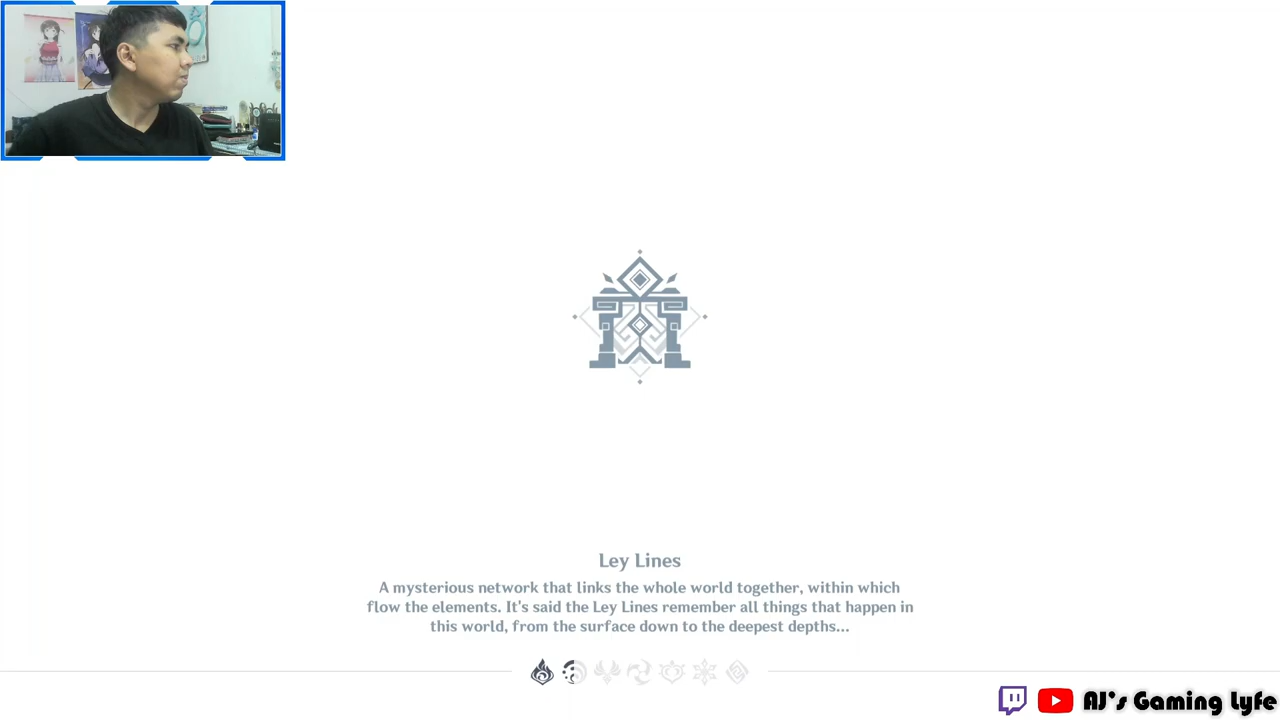 Ley Lines
A mysterious network that links the whole world together, within which
flow the elements. It's said the Ley Lines remember all things that happen in
this world, from the surface down to the deepest depths...
AJ's Gaming Lyfe